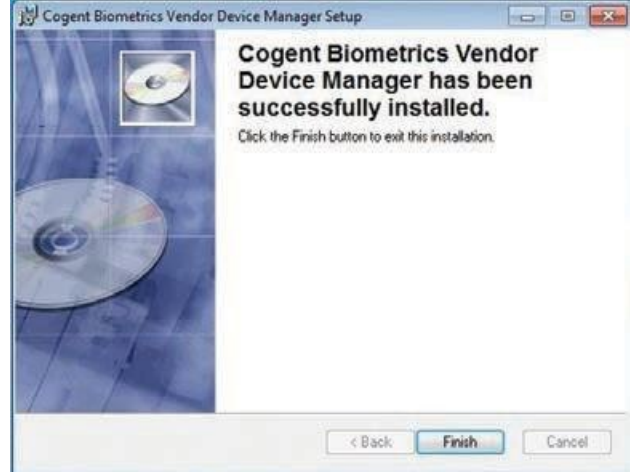 Cogent Biometrics Vendor Device Manager Setup
Cogent Biometrics Vendor
Device Manager has been
successfully installed.
Click the Finish button to exit this installation.
< Back
Finish
Cancel